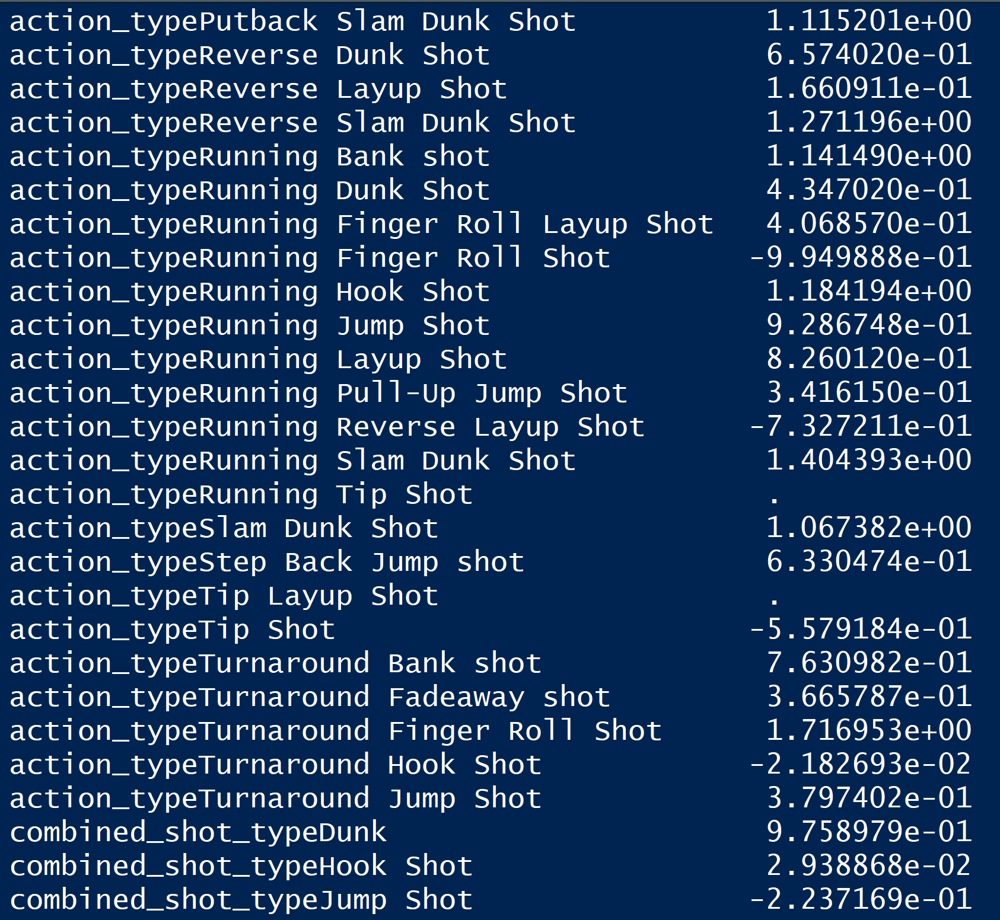 action_typePutback Slam Dunk Shot 1.115201e+00
action_typeReverse Dunk Shot 6.574020e-01
action_typeReverse Layup Shot 1.660911e-01
action_typeReverse Slam Dunk Shot 1.271196e+00
action_typeRunning Bank shot 1.141490e+00
action_typeRunning Dunk Shot 4.347020e-01
action_typeRunning Finger Roll Layup Shot 4.068570e-01
action_typeRunning Finger Roll Shot -9.949888e-01
action_typeRunning Hook Shot 1.184194e+00
action_typeRunning Jump Shot 9.286748e-01
action_typeRunning Layup Shot 8.260120e-01
action_typeRunning Pull-Up Jump Shot 3.416150e-01
action_typeRunning Reverse Layup Shot -7.327211e-01
action_typeRunning Slam Dunk Shot 1.404393e+00
action_typeRunning Tip Shot .
action_typeSlam Dunk Shot 1.067382e+00
action_typeStep Back Jump shot 6.330474e-01
action_typeTip Layup Shot .
action_typeTip Shot -5.579184e-01
action_typeTurnaround Bank shot 7.630982e-01
action_typeTurnaround Fadeaway shot 3.665787e-01
action_typeTurnaround Finger Roll Shot 1.716953e+00
action_typeTurnaround Hook Shot -2.182693e-02
action_typeTurnaround Jump Shot 3.797402e-01
combined_shot_typeDunk 9.758979e-01
combined_shot_typeHook Shot 2.938868e-02
combined_shot_typeJump Shot -2.237169e-01